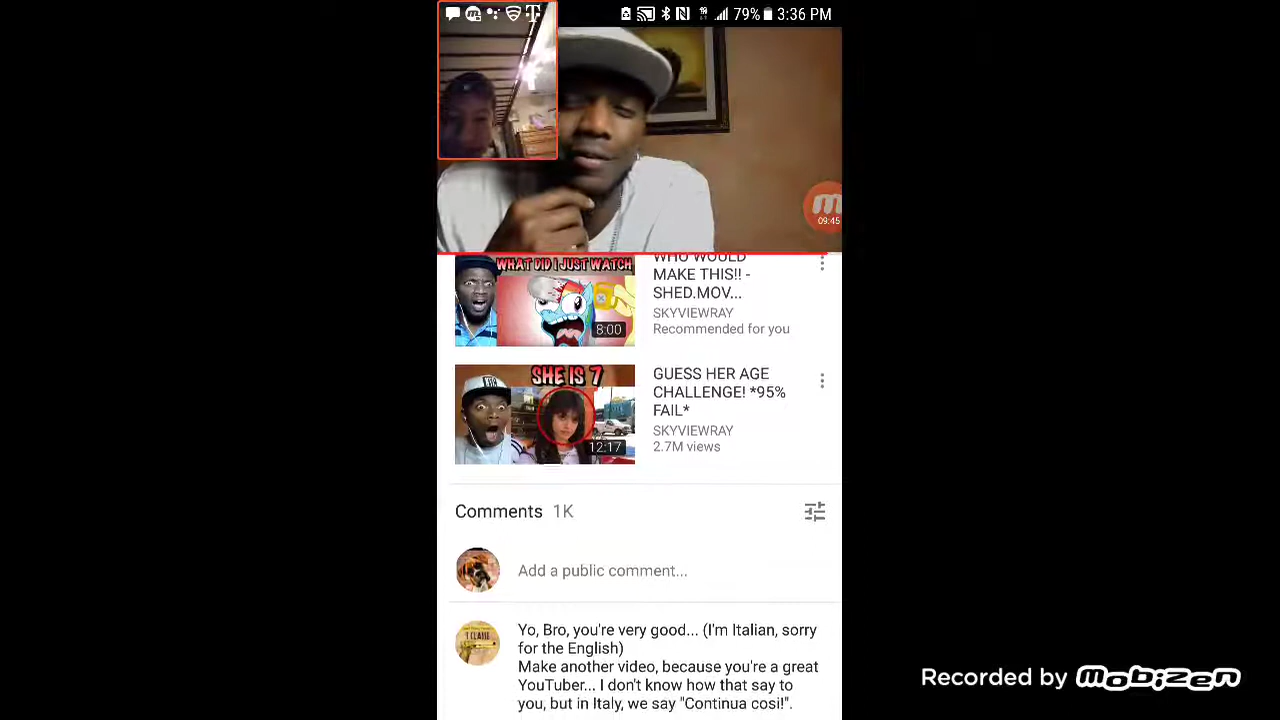 79% 3:36 PM
09:45
WHAT DID I JUST WATCH
8:00
WHO WOULD
MAKE THIS!! -
SHED.MOV...
SKYVIEWRAY
Recommended for you
SHE IS 7
12:17
GUESS HER AGE
CHALLENGE! *95%
FAIL*
SKYVIEWRAY
2.7M views
Comments 1K
Add a public comment...
Yo, Bro, you're very good... (I'm Italian, sorry
for the English)
Make another video, because you're a great
YouTuber... I don't know how that say to
you, but in Italy, we say "Continua cosi!".
Recorded by mobizen